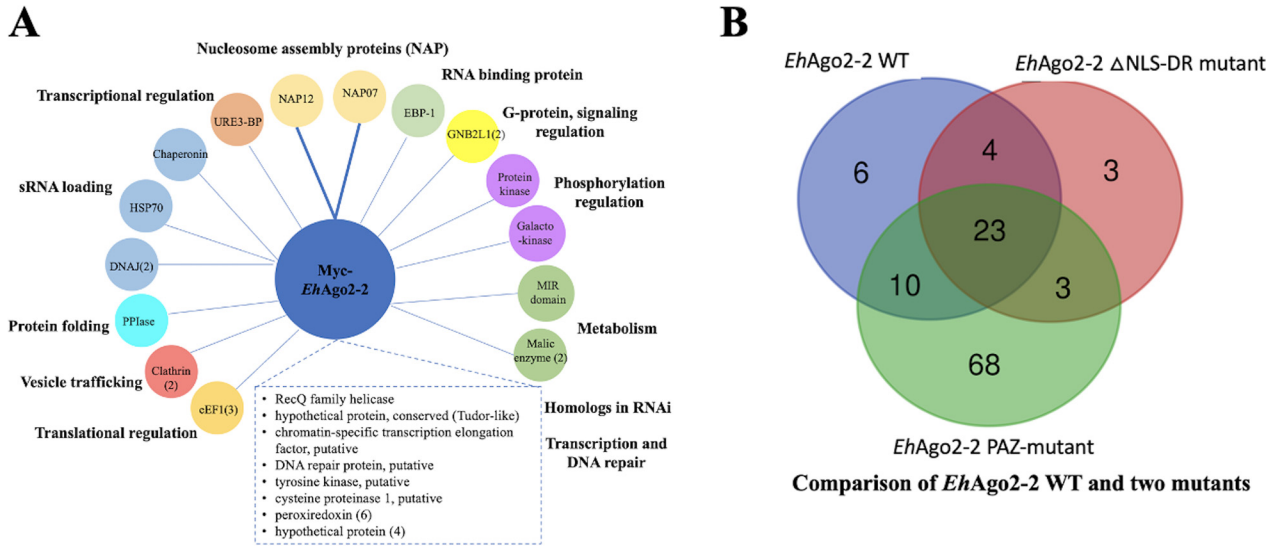 A
Nucleosome assembly proteins (NAP)
Transcriptional regulation
RNA binding protein
URE3-BP
NAP12
NAP07
EBP-1
G-protein, signaling
regulation
GNB2L1(2)
Chaperonin
sRNA loading
HSP70
DNAJ(2)
Protein
kinase
Phosphorylation
regulation
Galacto
-kinase
Myc-
EhAgo2-2
MIR
domain
Metabolism
Malic
enzyme (2)
Protein folding
PPIase
Vesicle trafficking
Clathrin
(2)
Translational regulation
eEF1(3)
• RecQ family helicase
• hypothetical protein, conserved (Tudor-like)
• chromatin-specific transcription elongation
factor, putative
• DNA repair protein, putative
• tyrosine kinase, putative
• cysteine proteinase 1, putative
• peroxiredoxin (6)
• hypothetical protein (4)
Homologs in RNAi
Transcription and
DNA repair
B
EhAgo2-2 WT
EhAgo2-2 △NLS-DR mutant
6
4
3
23
10
3
68
EhAgo2-2 PAZ-mutant
Comparison of EhAgo2-2 WT and two mutants